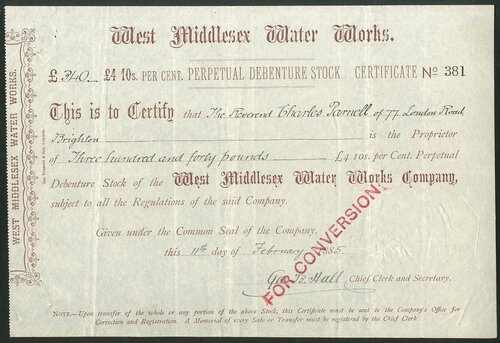 West Middlesex Water Works.
£ 340 £4 10s. PER CENT. PERPETUAL DEBENTURE STOCK. CERTIFICATE No 381
This is to Certify that The Reverend Charles Parnell of 77 London Road
Brighton is the Proprietor
of Three hundred and forty pounds £4 10s. per Cent. Perpetual
Debenture Stock of the West Middlesex Water Works Company,
subject to all the Regulations of the said Company.
Given under the Common Seal of the Company.
this 11th day of February 1885.
Geo. B. Hall Chief Clerk and Secretary.
FOR CONVERSION
NOTE.—Upon transfer of the whole or any portion of the above Stock, this Certificate must be sent to the Company's Office for
Correction and Registration. A Memorial of every Sale or Transfer must be registered by the Chief Clerk.
WEST MIDDLESEX WATER WORKS.